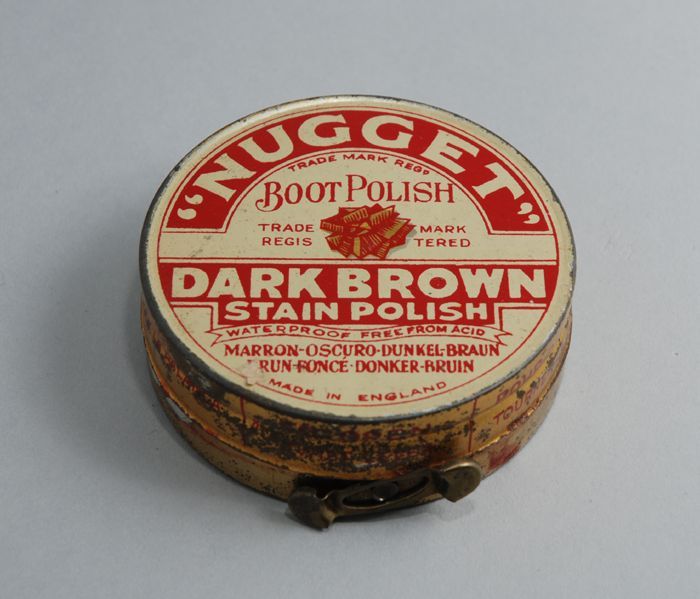 "NUGGET"
TRADE MARK REGD
BOOT POLISH
TRADE MARK
REGIS TERED
DARK BROWN
STAIN POLISH
WATERPROOF FREE FROM ACID
MARRON-OSCURO-DUNKEL-BRAUN
BRUN-FONCÉ-DONKER-BRUIN
MADE IN ENGLAND